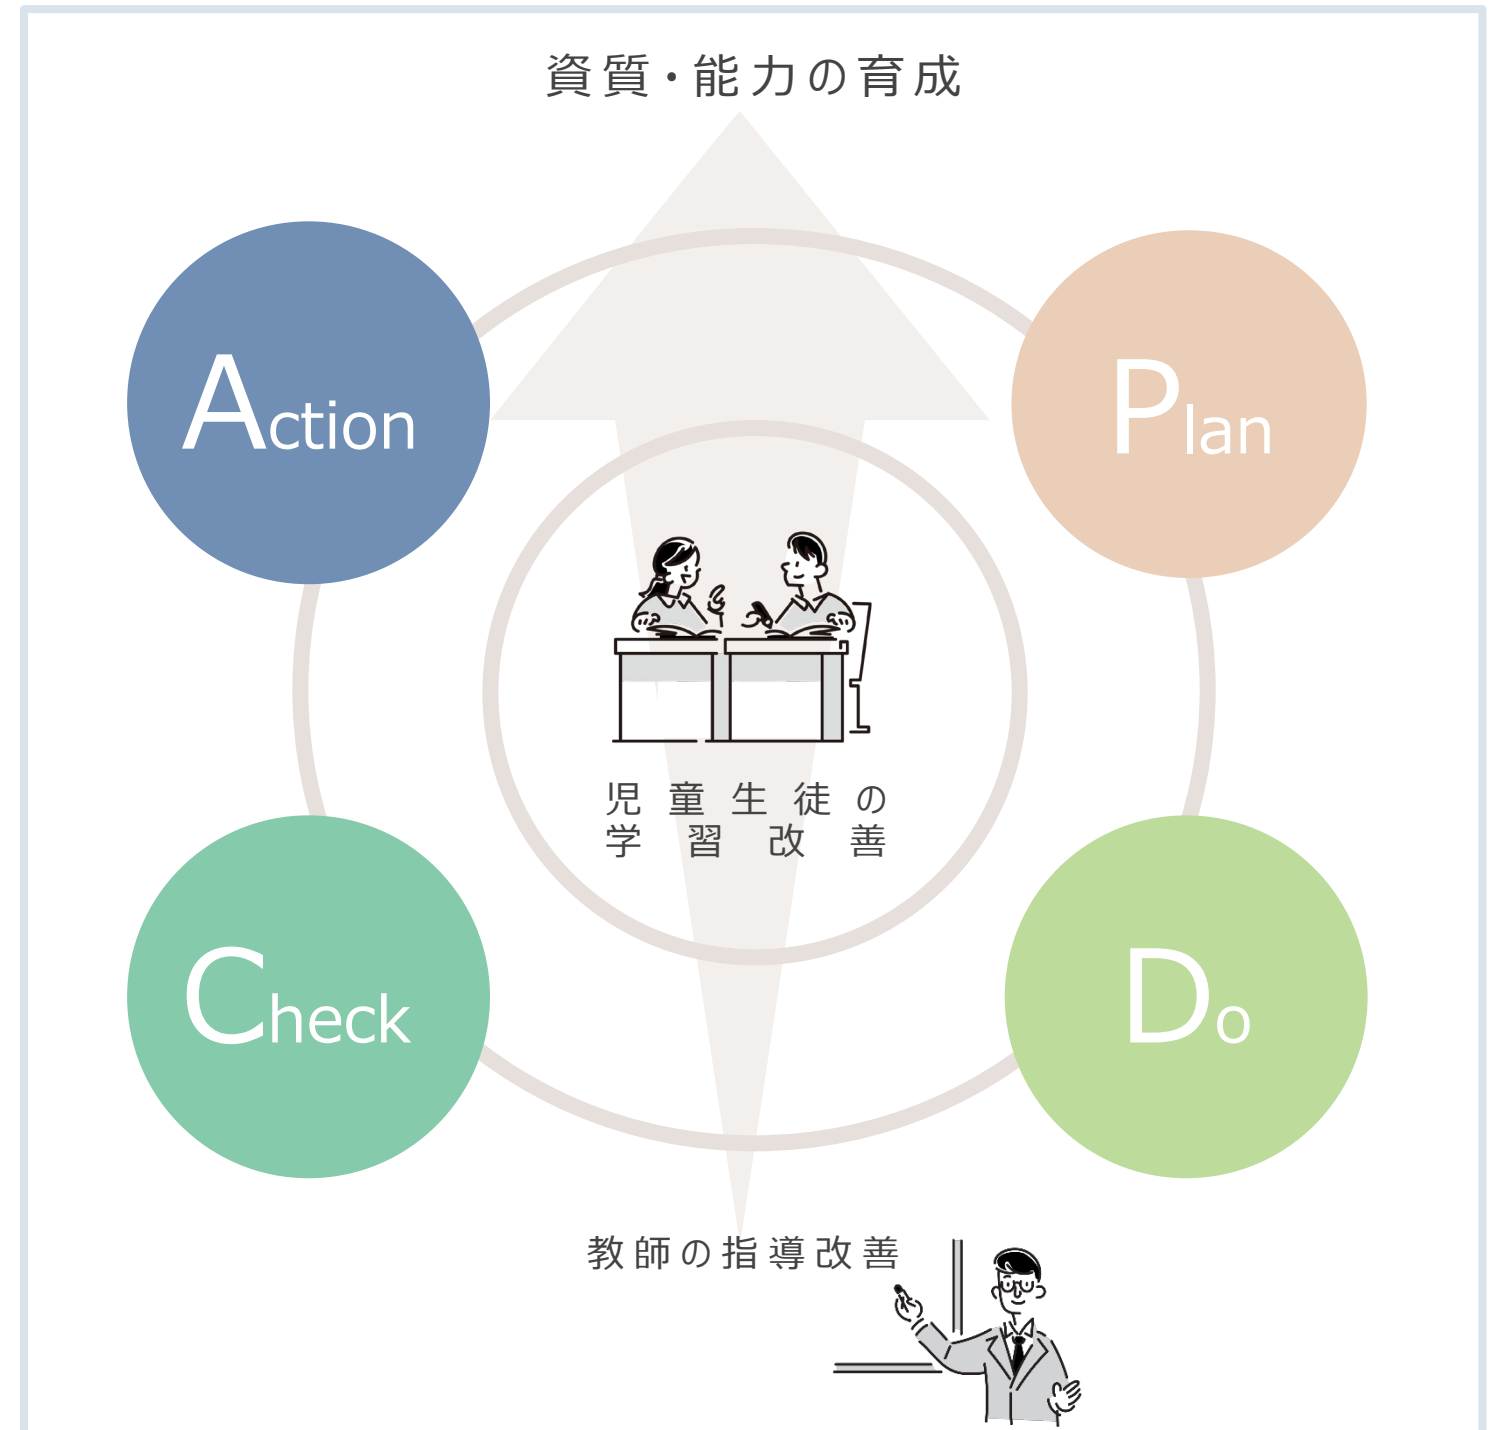 資質・能力の育成
Action
Plan
児童生徒の
学習改善
Check
Do
教師の指導改善